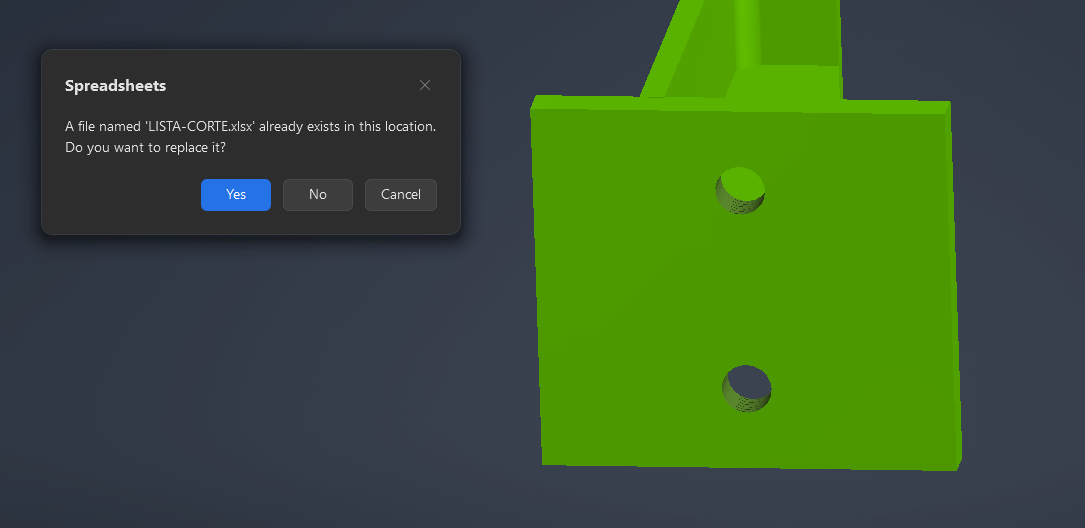 Spreadsheets
A file named 'LISTA-CORTE.xlsx' already exists in this location.
Do you want to replace it?
Yes
No
Cancel